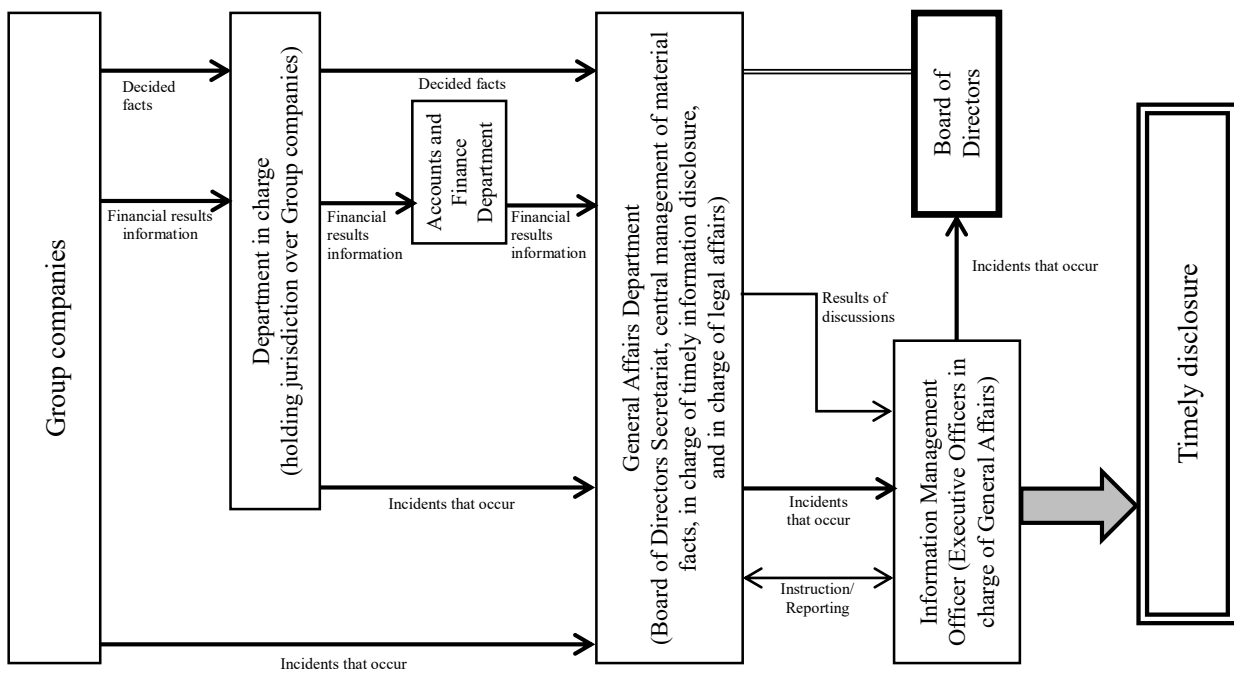 Group companies
Decided
facts
Financial results
information
Department in charge
(holding jurisdiction over Group companies)
Decided facts
Financial
results
information
Accounts and
Finance
Department
Financial
results
information
Incidents that occur
Incidents that occur
General Affairs Department
(Board of Directors Secretariat, central management of material
facts, in charge of timely information disclosure,
and in charge of legal affairs)
Results of
discussions
Incidents
that occur
Instruction/
Reporting
Board of
Directors
Incidents that occur
Information Management
Officer (Executive Officers in
charge of General Affairs)
Timely disclosure